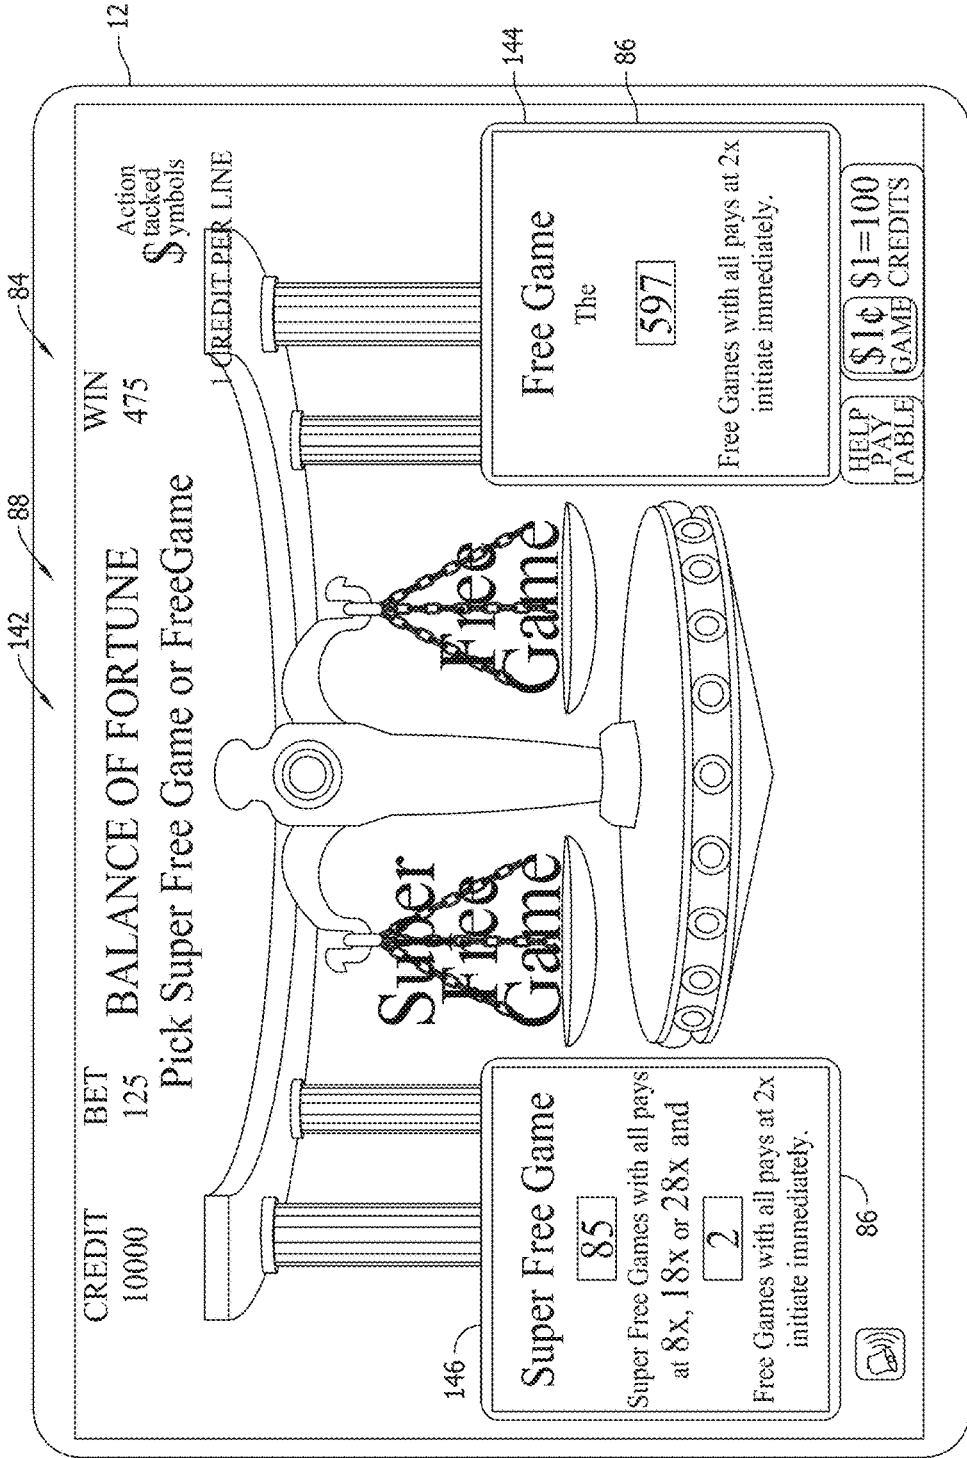 142
88
84
12
CREDIT
10000
BET
125
BALANCE OF FORTUNE
WIN
475
Action
$tacked
$ymbols
Pick Super Free Game or FreeGame
1 CREDIT PER LINE
Super
Free
Game
Free
Game
146
Super Free Game
85
Super Free Games with all pays
at 8x, 18x or 28x and
2
Free Games with all pays at 2x
initiate immediately.
86
144
86
Free Game
The
597
Free Games with all pays at 2x
initiate immediately.
HELP
PAY
TABLE
$1¢
GAME
$1=100
CREDITS